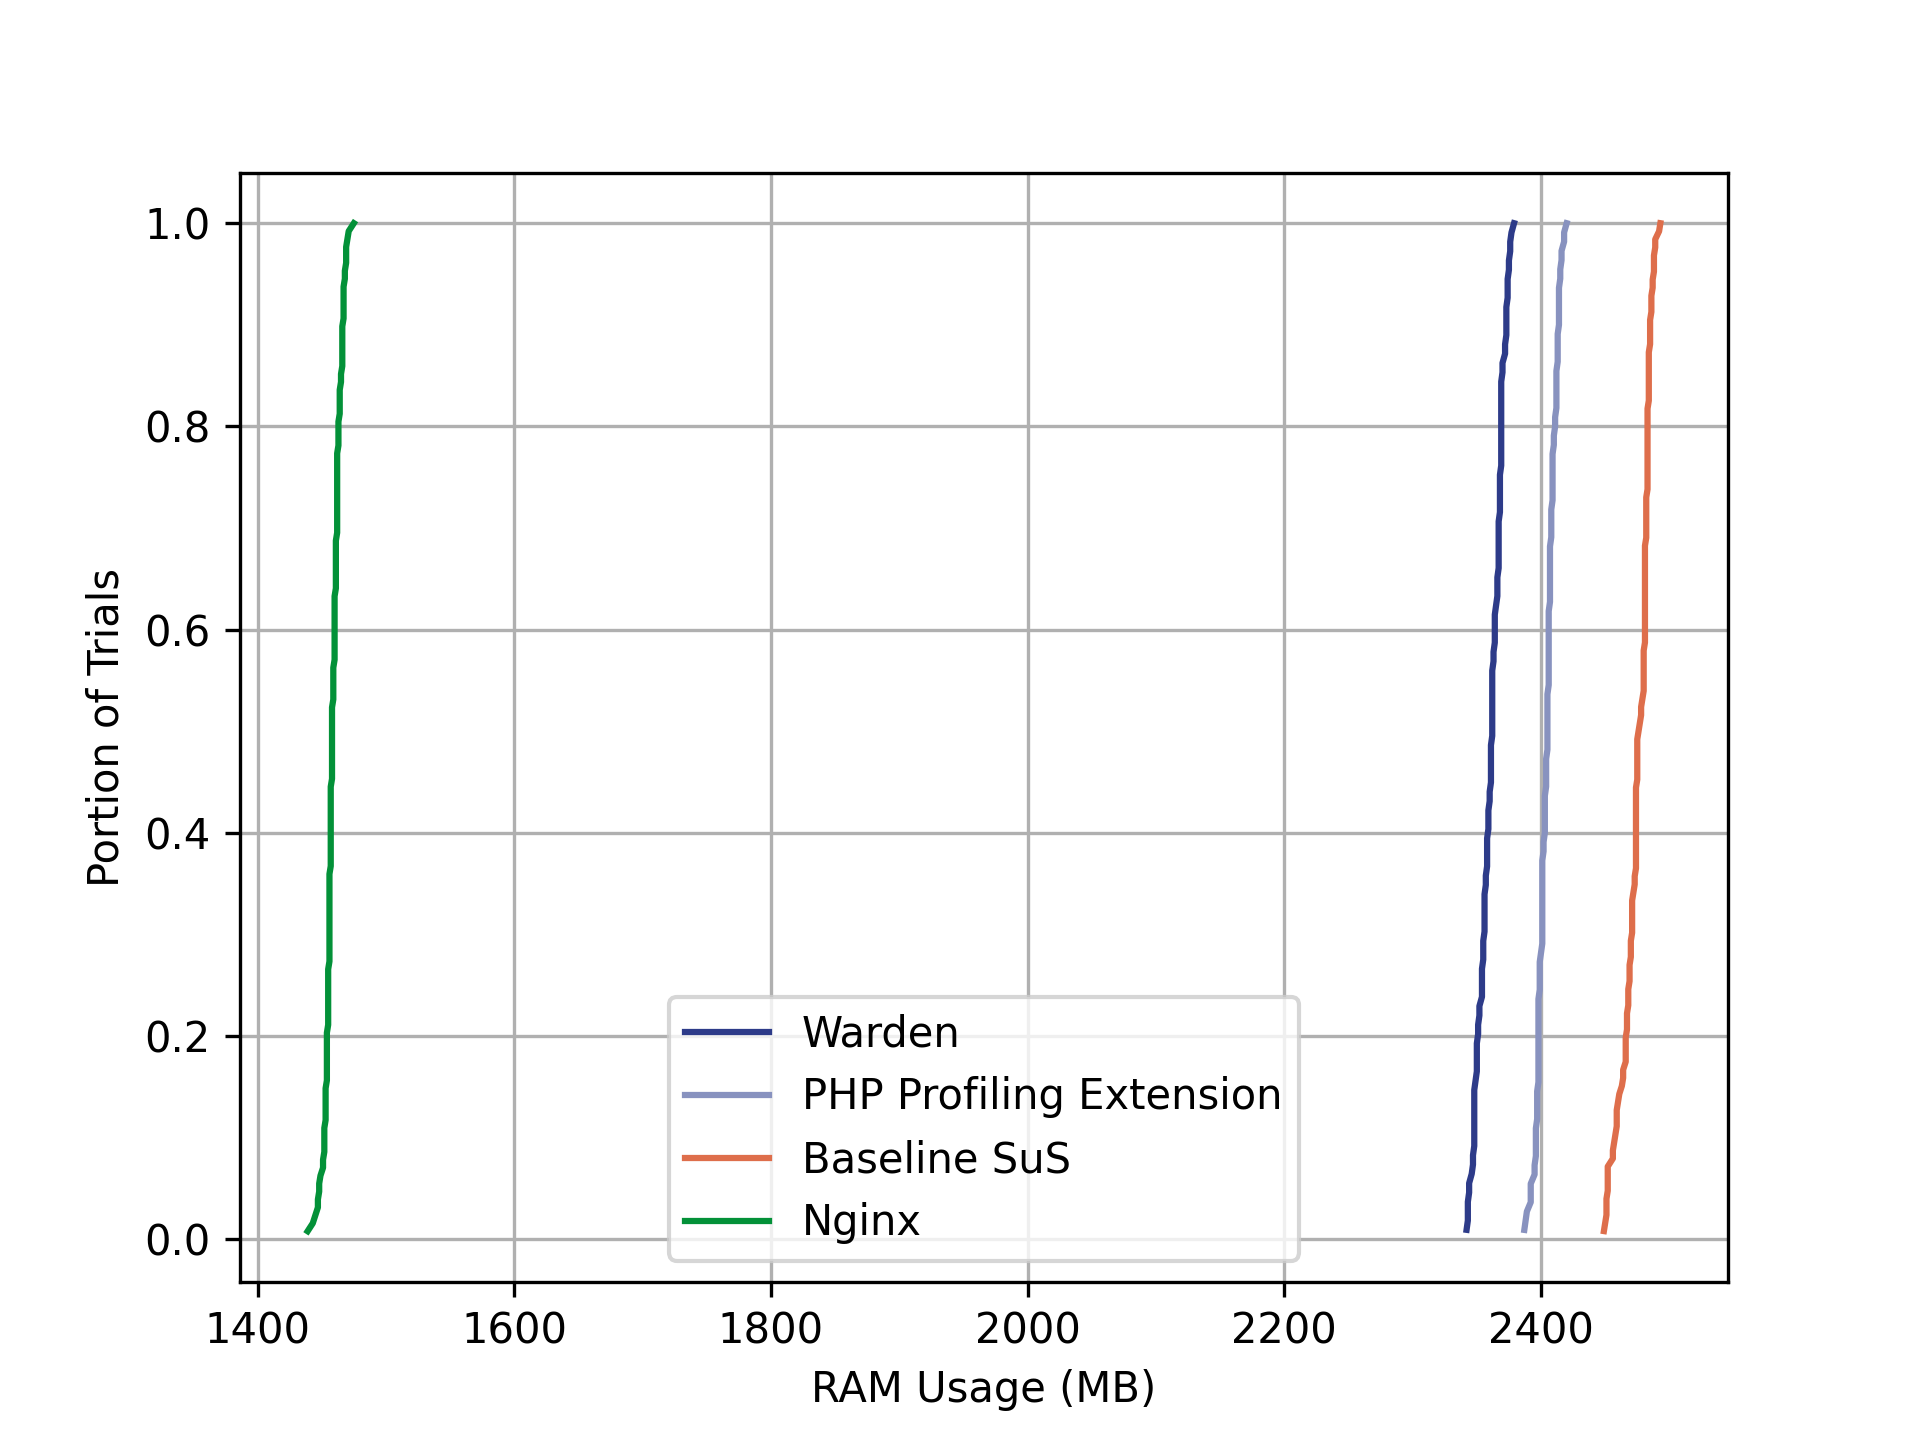 1.0
0.8
0.6
0.4
0.2
0.0
Portion of Trials
Warden
PHP Profiling Extension
Baseline SuS
Nginx
1400 1600 1800 2000 2200 2400
RAM Usage (MB)